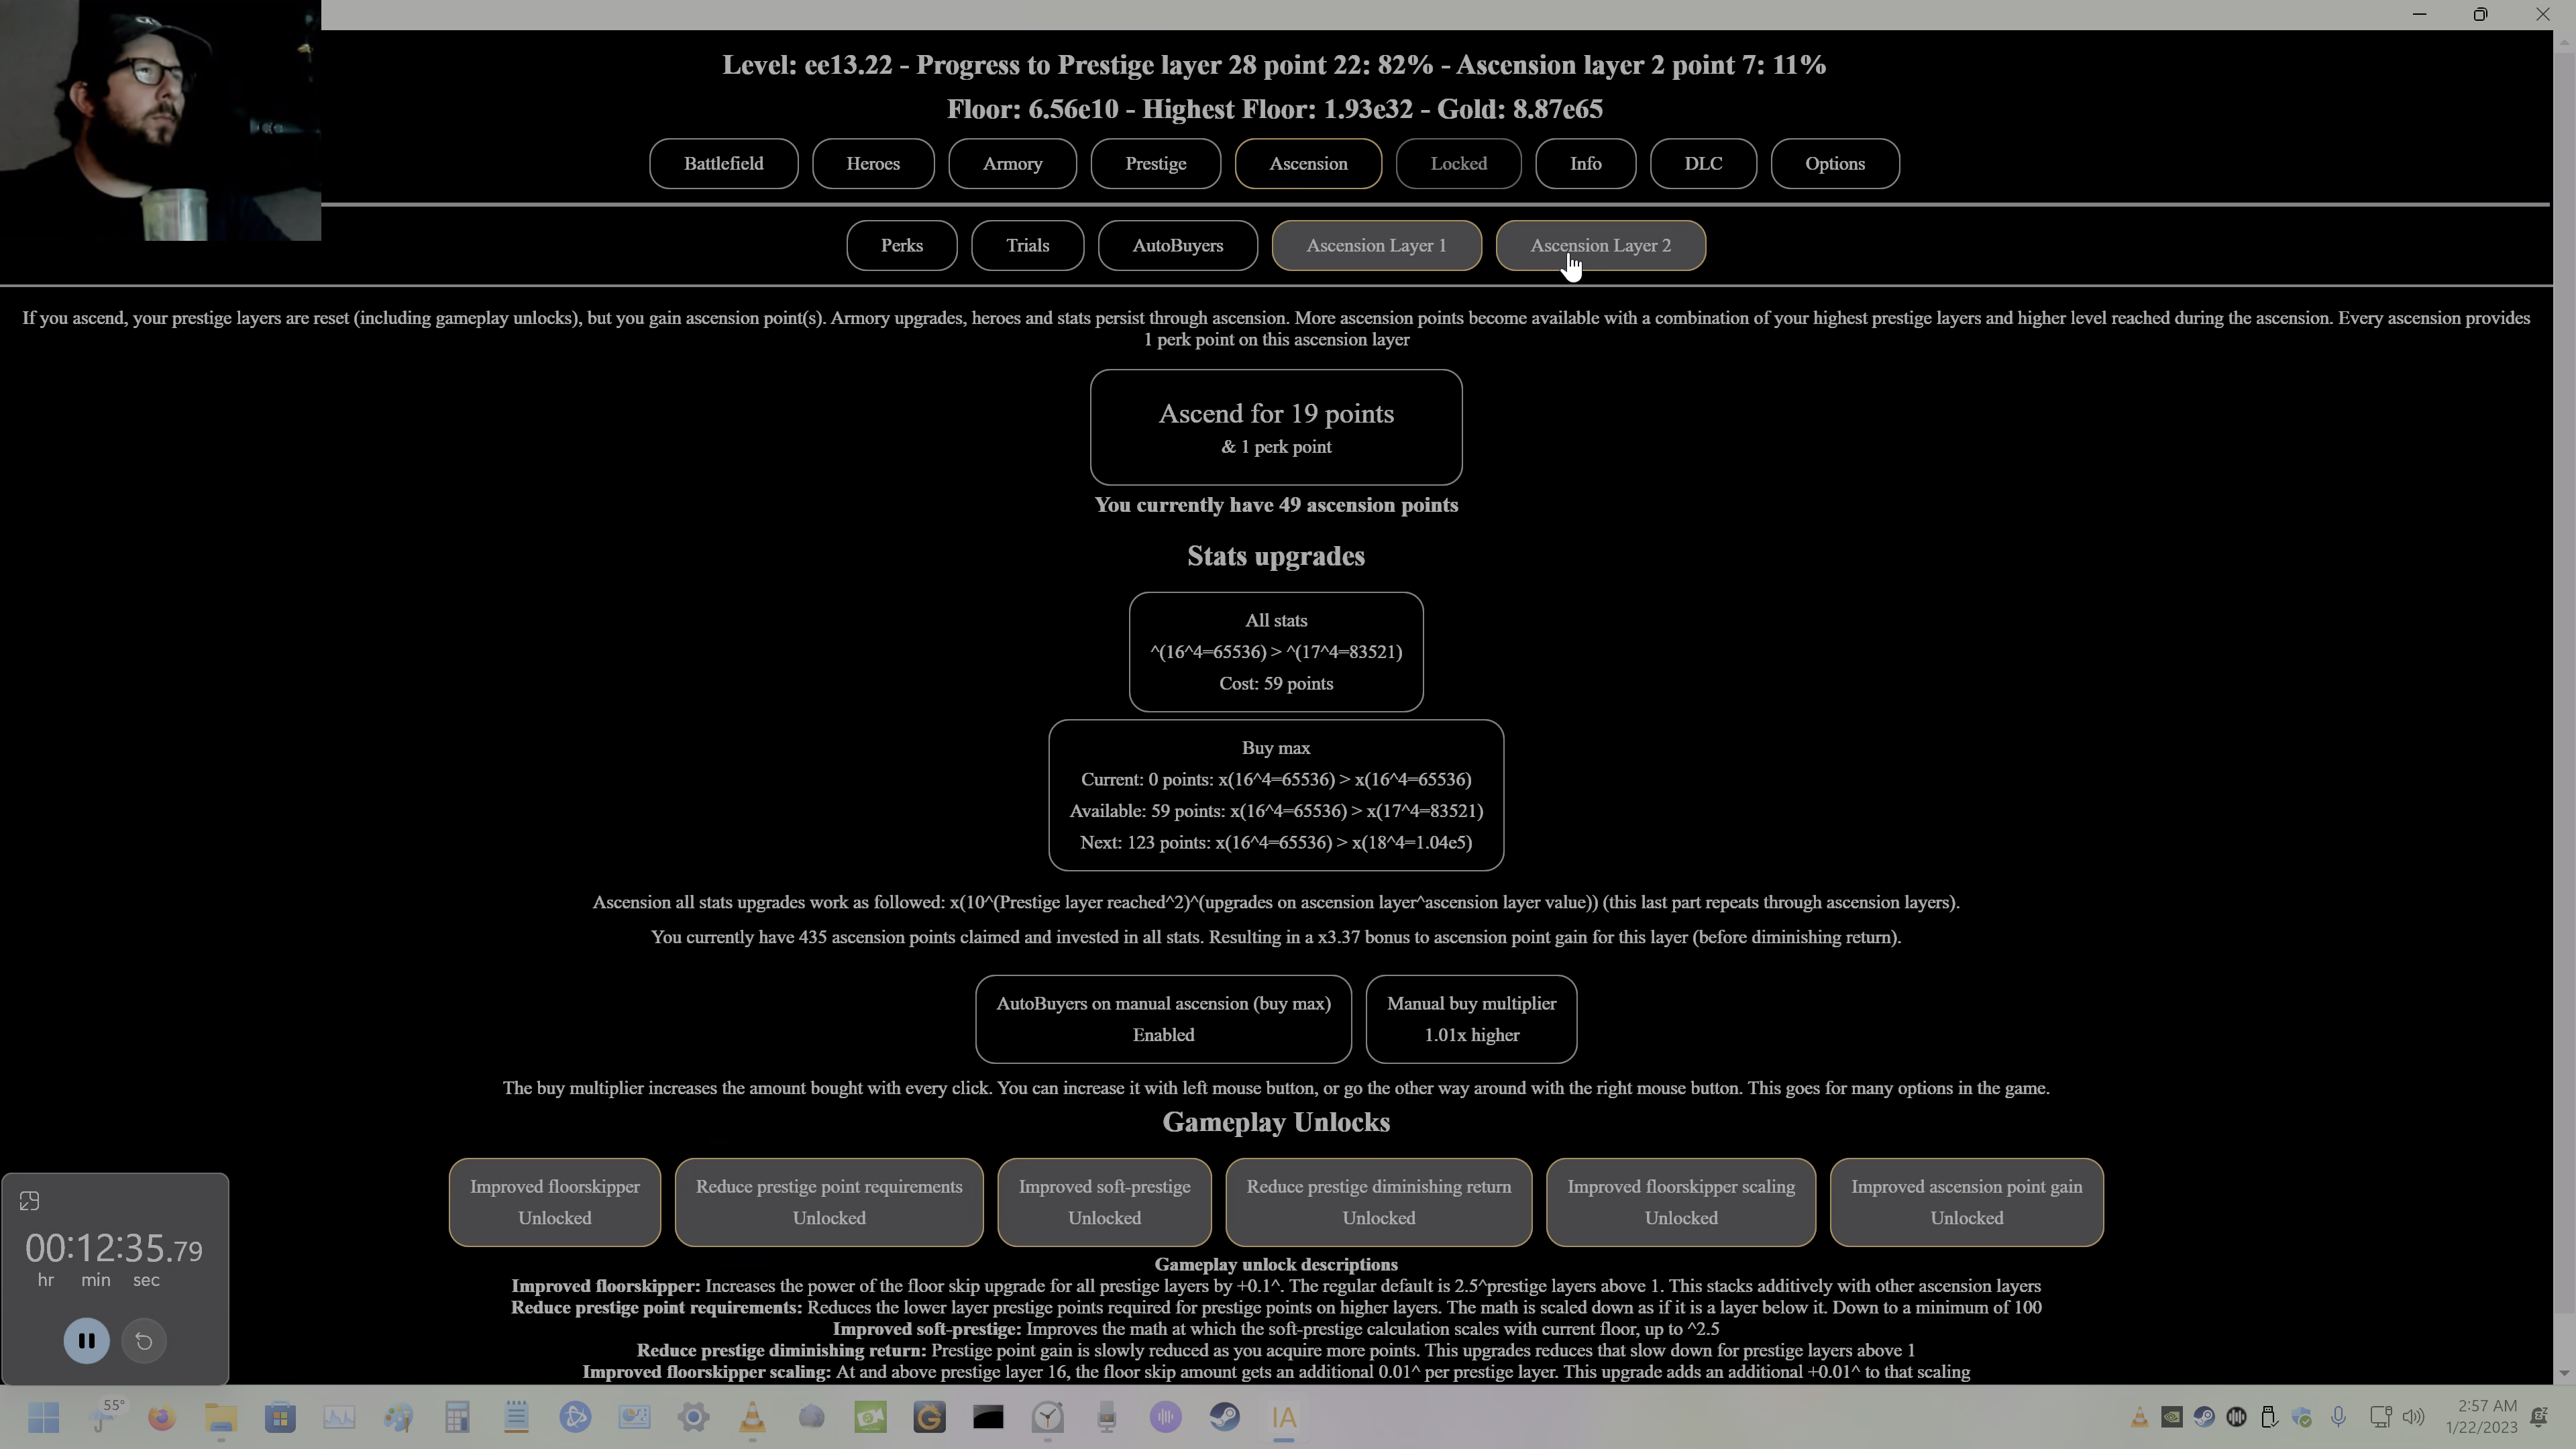 Level: ee13.22 - Progress to Prestige layer 28 point 22: 82% - Ascension layer 2 point 7: 11%
Floor: 6.56e10 - Highest Floor: 1.93e32 - Gold: 8.87e65
Battlefield
Heroes
Armory
Prestige
Ascension
Locked
Info
DLC
Options
Perks
Trials
AutoBuyers
Ascension Layer 1
Ascension Layer 2
If you ascend, your prestige layers are reset (including gameplay unlocks), but you gain ascension point(s). Armory upgrades, heroes and stats persist through ascension. More ascension points become available with a combination of your highest prestige layers and higher level reached during the ascension. Every ascension provides
1 perk point on this ascension layer
Ascend for 19 points
& 1 perk point
You currently have 49 ascension points
Stats upgrades
All stats
^(16^4=65536) > ^(17^4=83521)
Cost: 59 points
Buy max
Current: 0 points: x(16^4=65536) > x(16^4=65536)
Available: 59 points: x(16^4=65536) > x(17^4=83521)
Next: 123 points: x(16^4=65536) > x(18^4=1.04e5)
Ascension all stats upgrades work as followed: x(10^(Prestige layer reached^2)^(upgrades on ascension layer^ascension layer value)) (this last part repeats through ascension layers).
You currently have 435 ascension points claimed and invested in all stats. Resulting in a x3.37 bonus to ascension point gain for this layer (before diminishing return).
AutoBuyers on manual ascension (buy max)
Enabled
Manual buy multiplier
1.01x higher
The buy multiplier increases the amount bought with every click. You can increase it with left mouse button, or go the other way around with the right mouse button. This goes for many options in the game.
Gameplay Unlocks
Improved floorskipper
Unlocked
Reduce prestige point requirements
Unlocked
Improved soft-prestige
Unlocked
Reduce prestige diminishing return
Unlocked
Improved floorskipper scaling
Unlocked
Improved ascension point gain
Unlocked
Gameplay unlock descriptions
Improved floorskipper: Increases the power of the floor skip upgrade for all prestige layers by +0.1^. The regular default is 2.5^prestige layers above 1. This stacks additively with other ascension layers
Reduce prestige point requirements: Reduces the lower layer prestige points required for prestige points on higher layers. The math is scaled down as if it is a layer below it. Down to a minimum of 100
Improved soft-prestige: Improves the math at which the soft-prestige calculation scales with current floor, up to ^2.5
Reduce prestige diminishing return: Prestige point gain is slowly reduced as you acquire more points. This upgrades reduces that slow down for prestige layers above 1
Improved floorskipper scaling: At and above prestige layer 16, the floor skip amount gets an additional 0.01^ per prestige layer. This upgrade adds an additional +0.01^ to that scaling
00:12:35.79
hr min sec
55°
IA
2:57 AM
1/22/2023